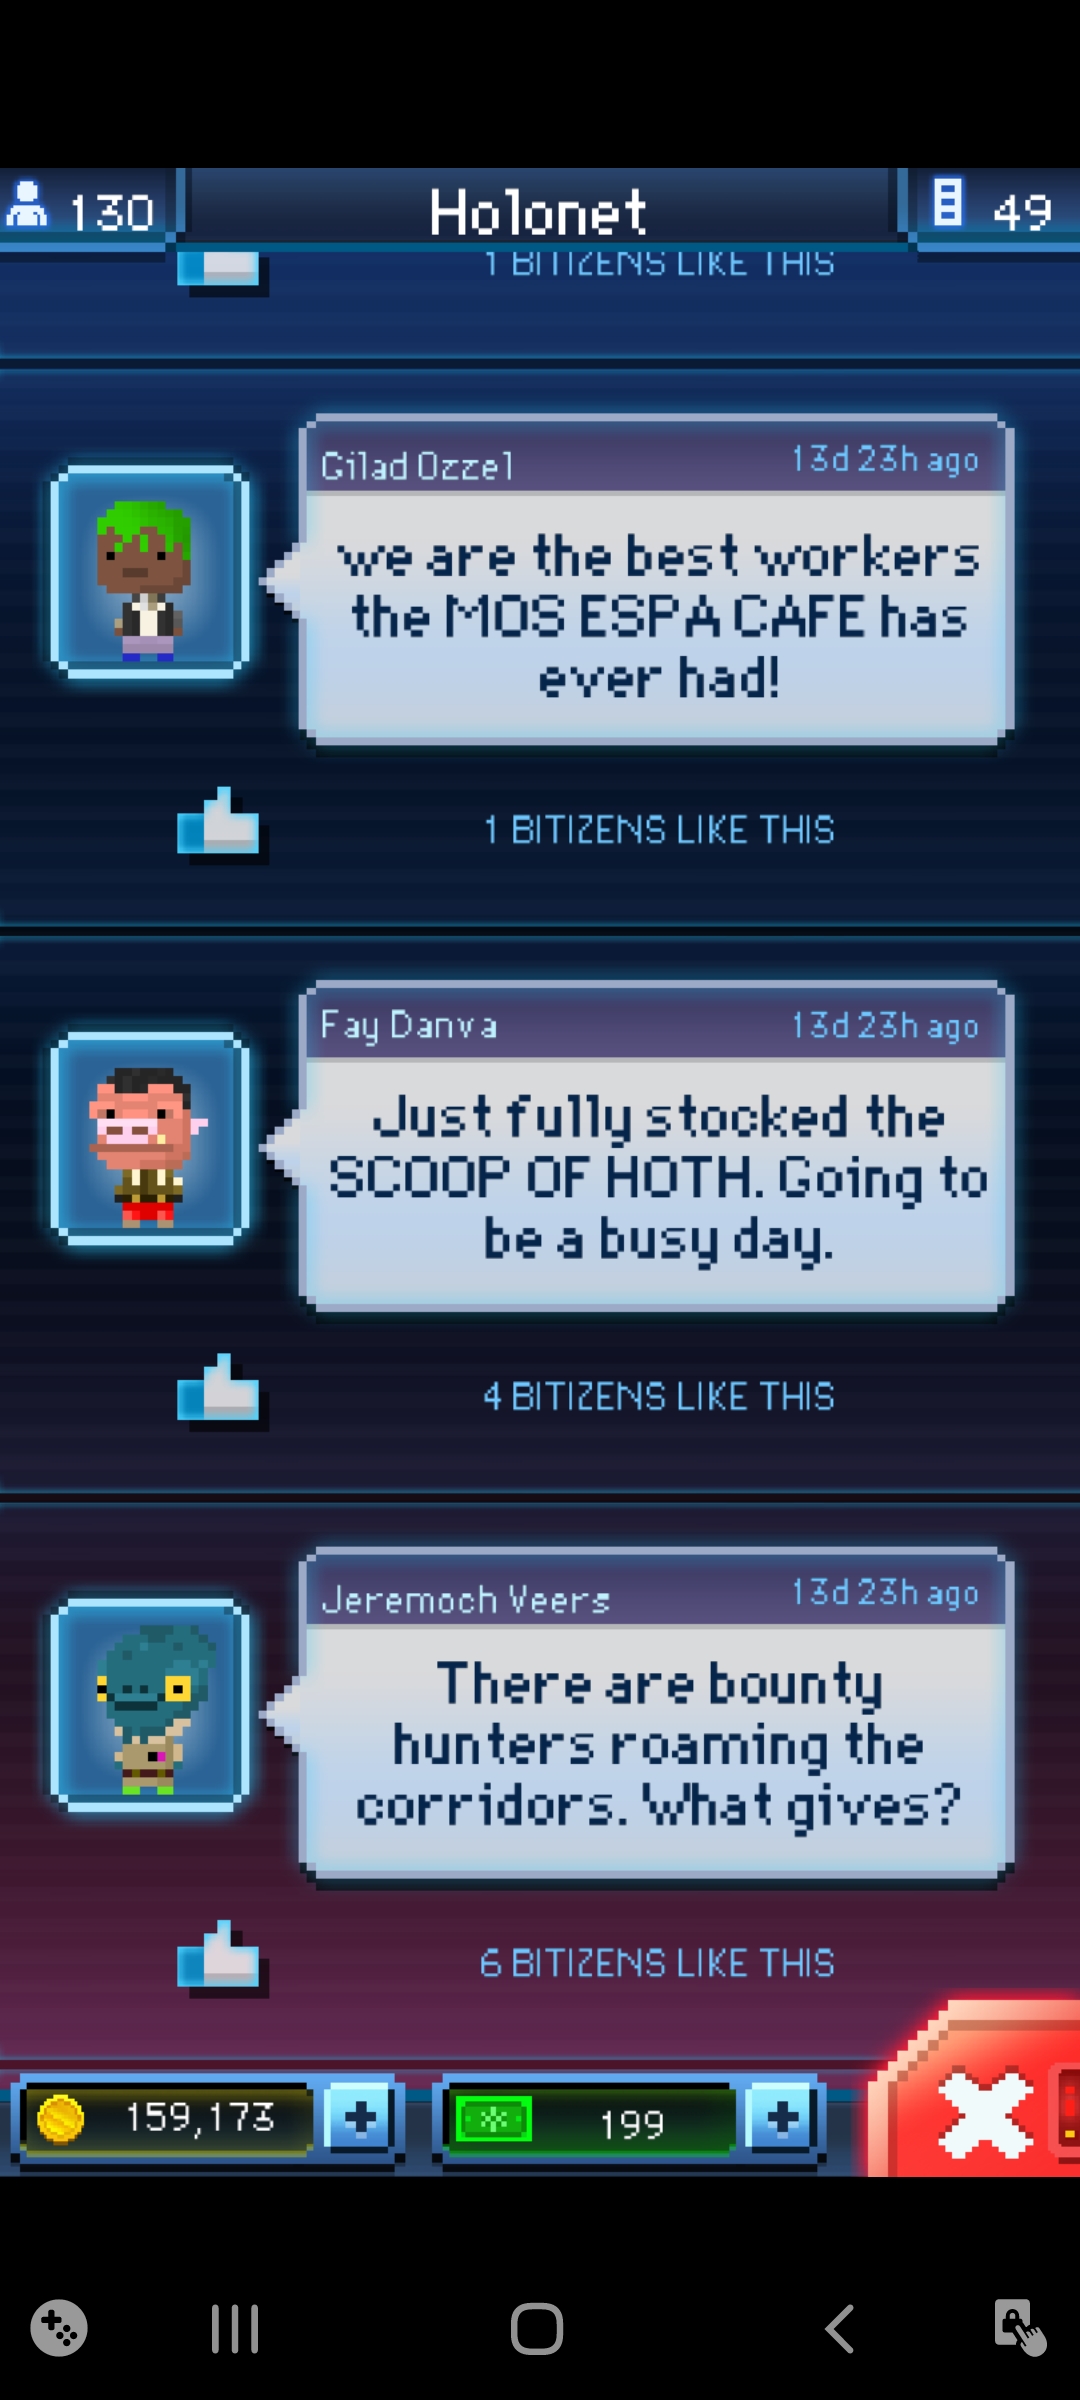 130
Holonet
49
1 BITIZENS LIKE THIS
Gilad Ozzel
13d 23h ago
we are the best workers
the MOS ESPA CAFE has
ever had!
1 BITIZENS LIKE THIS
Fay Danva
13d 23h ago
Just fully stocked the
SCOOP OF HOTH. Going to
be a busy day.
4 BITIZENS LIKE THIS
Jeremoch Veers
13d 23h ago
There are bounty
hunters roaming the
corridors. What gives?
6 BITIZENS LIKE THIS
159,173
199